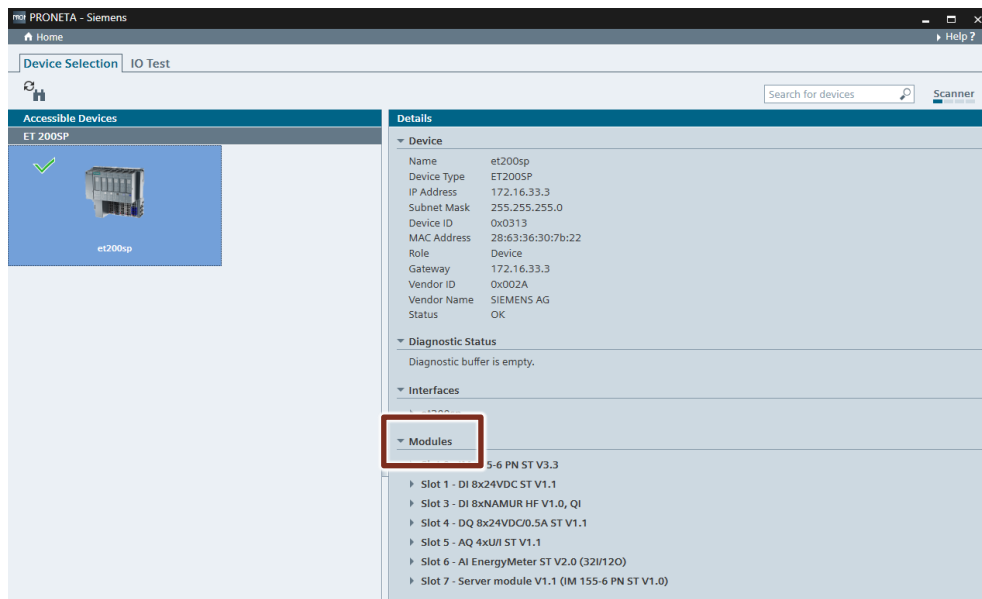 PRONETA - Siemens
Home
Help ?
Device Selection
IO Test
Search for devices
Scanner
Accessible Devices
ET 200SP
et200sp
Details
Device
Name et200sp
Device Type ET200SP
IP Address 172.16.33.3
Subnet Mask 255.255.255.0
Device ID 0x0313
MAC Address 28:63:36:30:7b:22
Role Device
Gateway 172.16.33.3
Vendor ID 0x002A
Vendor Name SIEMENS AG
Status OK
Diagnostic Status
Diagnostic buffer is empty.
Interfaces
Modules
5-6 PN ST V3.3
Slot 1 - DI 8x24VDC ST V1.1
Slot 3 - DI 8xNAMUR HF V1.0, QI
Slot 4 - DQ 8x24VDC/0.5A ST V1.1
Slot 5 - AQ 4xU/I ST V1.1
Slot 6 - AI EnergyMeter ST V2.0 (32I/12O)
Slot 7 - Server module V1.1 (IM 155-6 PN ST V1.0)